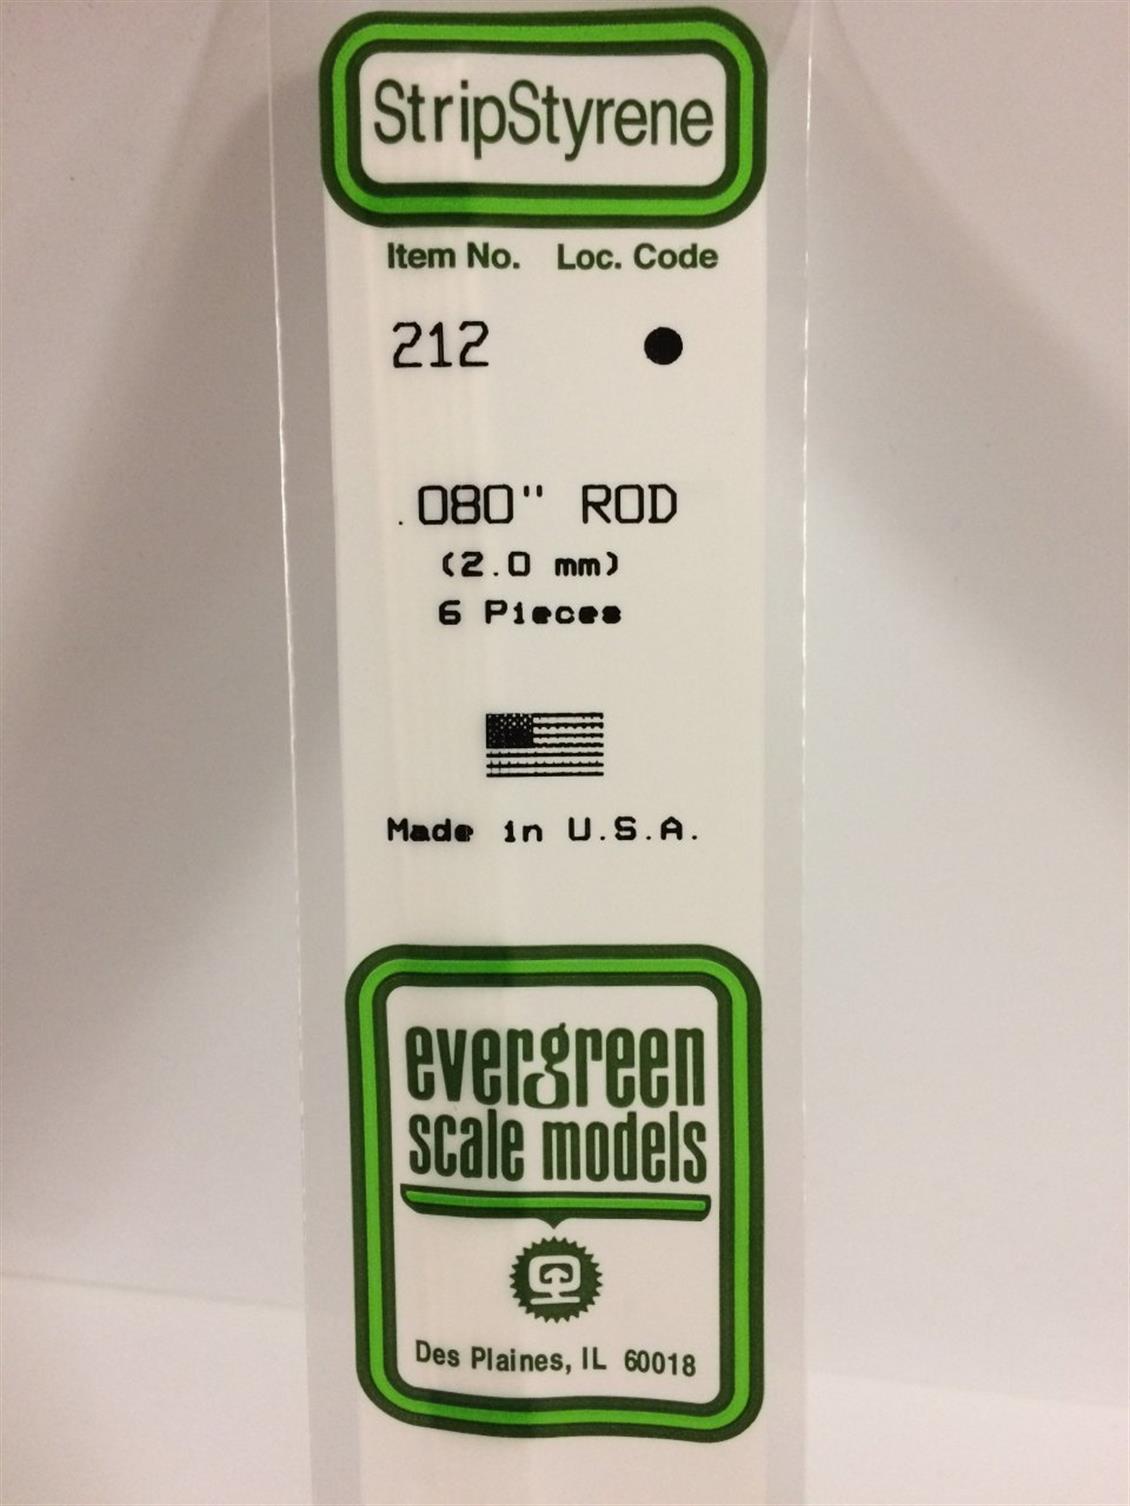 StripStyrene
Item No. Loc. Code
212 ●
.080" ROD
(2.0 mm)
6 Pieces
Made in U.S.A.
evergreen
scale models
Des Plaines, IL 60018